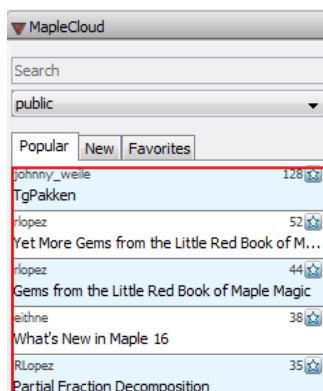 MapleCloud
Search
public
Popular New Favorites
johnny_weile 128
TgPakken
rlopez 52
Yet More Gems from the Little Red Book of M...
rlopez 44
Gems from the Little Red Book of Maple Magic
eithne 38
What's New in Maple 16
RLopez 35
Partial Fraction Decomposition